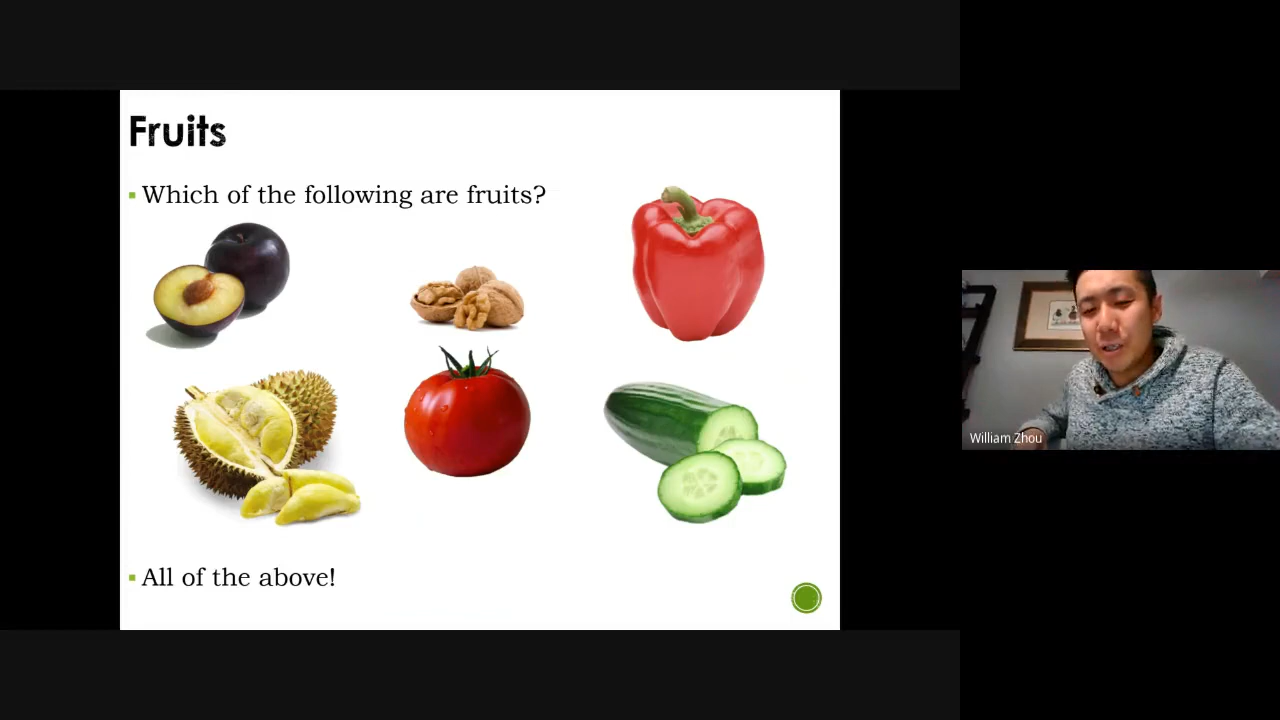 Fruits
Which of the following are fruits?
All of the above!
William Zhou